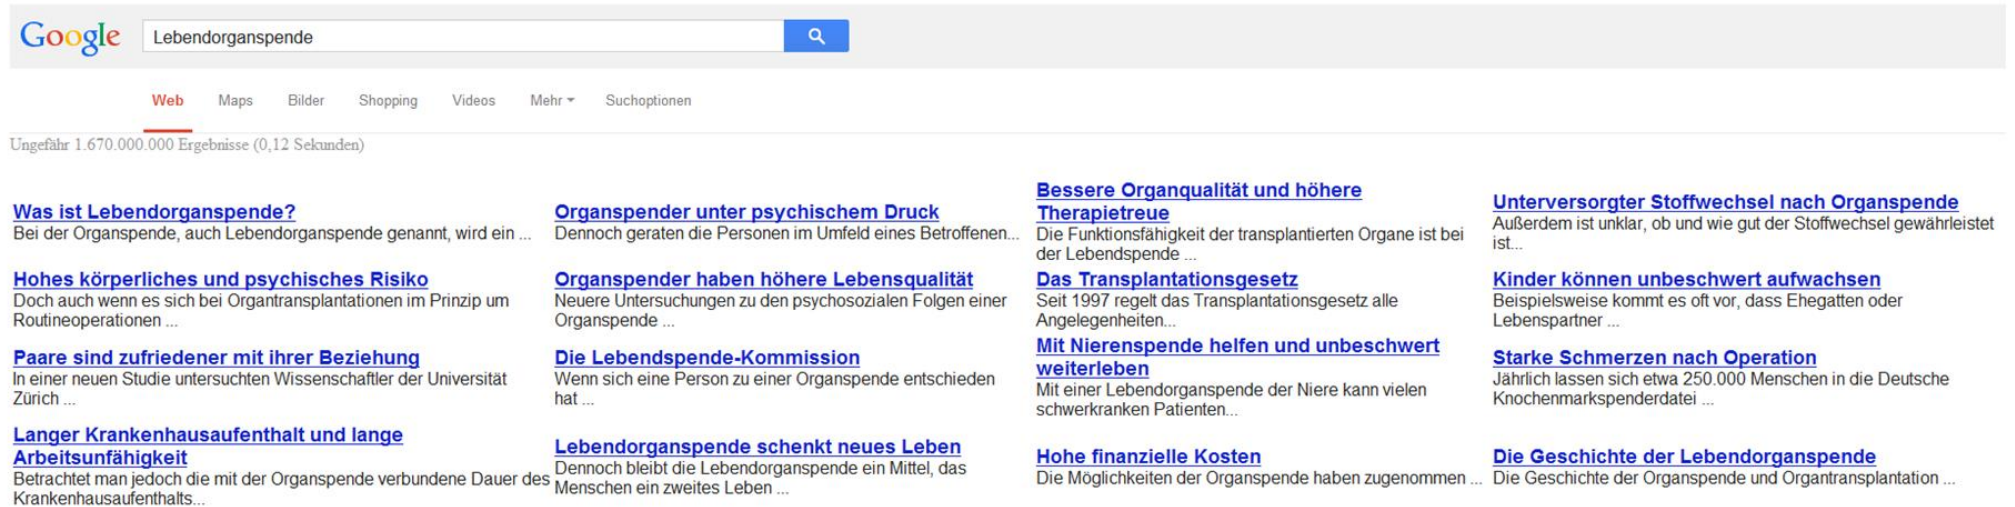 Google
Lebendorganspende
Web Maps Bilder Shopping Videos Mehr Suchoptionen
Ungefähr 1.670.000.000 Ergebnisse (0,12 Sekunden)
Was ist Lebendorganspende?
Bei der Organspende, auch Lebendorganspende genannt, wird ein ...
Organspender unter psychischem Druck
Dennoch geraten die Personen im Umfeld eines Betroffenen...
Bessere Organqualität und höhere
Therapietreue
Die Funktionsfähigkeit der transplantierten Organe ist bei
der Lebendspende ...
Unterversorgter Stoffwechsel nach Organspende
Außerdem ist unklar, ob und wie gut der Stoffwechsel gewährleistet
ist...
Hohes körperliches und psychisches Risiko
Doch auch wenn es sich bei Organtransplantationen im Prinzip um
Routineoperationen ...
Organspender haben höhere Lebensqualität
Neuere Untersuchungen zu den psychosozialen Folgen einer
Organspende ...
Das Transplantationsgesetz
Seit 1997 regelt das Transplantationsgesetz alle
Angelegenheiten...
Kinder können unbeschwert aufwachsen
Beispielsweise kommt es oft vor, dass Ehegatten oder
Lebenspartner ...
Paare sind zufriedener mit ihrer Beziehung
In einer neuen Studie untersuchten Wissenschaftler der Universität
Zürich ...
Die Lebendspende-Kommission
Wenn sich eine Person zu einer Organspende entschieden
hat ...
Mit Nierenspende helfen und unbeschwert
weiterleben
Mit einer Lebendorganspende der Niere kann vielen
schwerkranken Patienten...
Starke Schmerzen nach Operation
Jährlich lassen sich etwa 250.000 Menschen in die Deutsche
Knochenmarkspenderdatei ...
Langer Krankenhausaufenthalt und lange
Arbeitsunfähigkeit
Betrachtet man jedoch die mit der Organspende verbundene Dauer des
Krankenhausaufenthalts...
Lebendorganspende schenkt neues Leben
Dennoch bleibt die Lebendorganspende ein Mittel, das
Menschen ein zweites Leben ...
Hohe finanzielle Kosten
Die Möglichkeiten der Organspende haben zugenommen ...
Die Geschichte der Lebendorganspende
Die Geschichte der Organspende und Organtransplantation ...